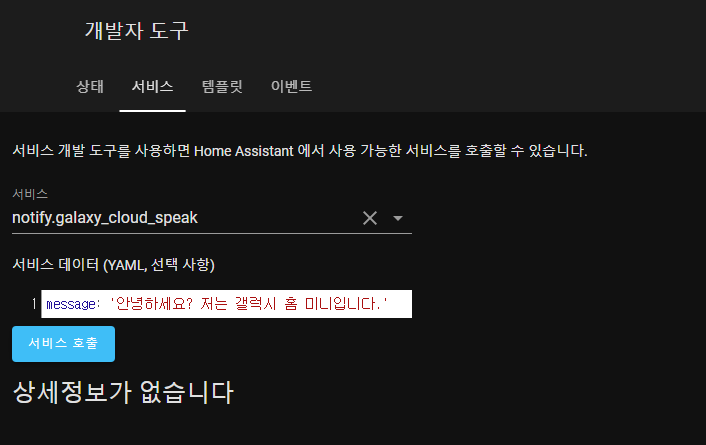 개발자 도구
상태 서비스 템플릿 이벤트
서비스 개발 도구를 사용하면 Home Assistant 에서 사용 가능한 서비스를 호출할 수 있습니다.
서비스
notify.galaxy_cloud_speak
서비스 데이터 (YAML, 선택 사항)
1 message: '안녕하세요? 저는 갤럭시 홈 미니입니다.'
서비스 호출
상세정보가 없습니다